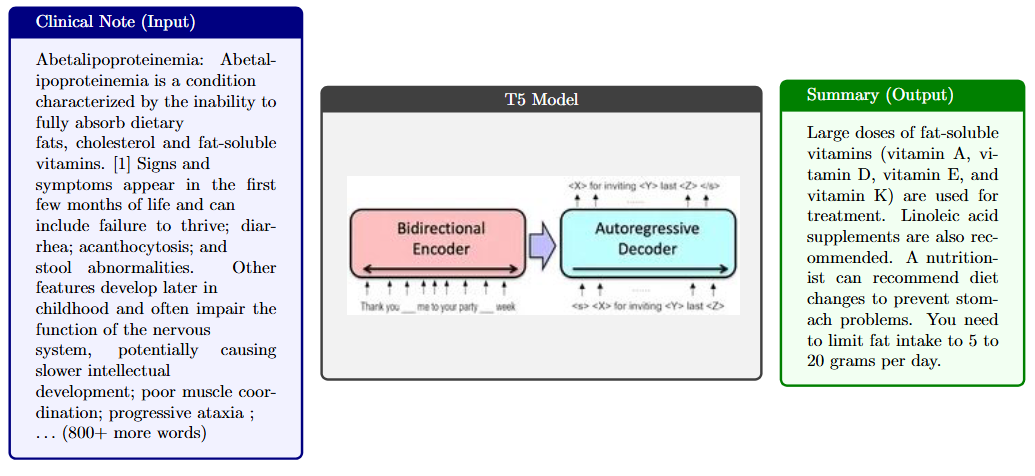 Clinical Note (Input)
Abetalipoproteinemia: Abetal-
ipoproteinemia is a condition
characterized by the inability to
fully absorb dietary
fats, cholesterol and fat-soluble
vitamins. [1] Signs and
symptoms appear in the first
few months of life and can
include failure to thrive; diar-
rhea; acanthocytosis; and
stool abnormalities. Other
features develop later in
childhood and often impair the
function of the nervous
system, potentially causing
slower intellectual
development; poor muscle coor-
dination; progressive ataxia ;
... (800+ more words)
T5 Model
<X> for inviting <Y> last <Z> </s>
......
Bidirectional
Encoder
Autoregressive
Decoder
......
Thank you ___ me to your party ___ week
<s> <X> for inviting <Y> last <Z>
Summary (Output)
Large doses of fat-soluble
vitamins (vitamin A, vi-
tamin D, vitamin E, and
vitamin K) are used for
treatment. Linoleic acid
supplements are also rec-
ommended. A nutrition-
ist can recommend diet
changes to prevent stom-
ach problems. You need
to limit fat intake to 5 to
20 grams per day.